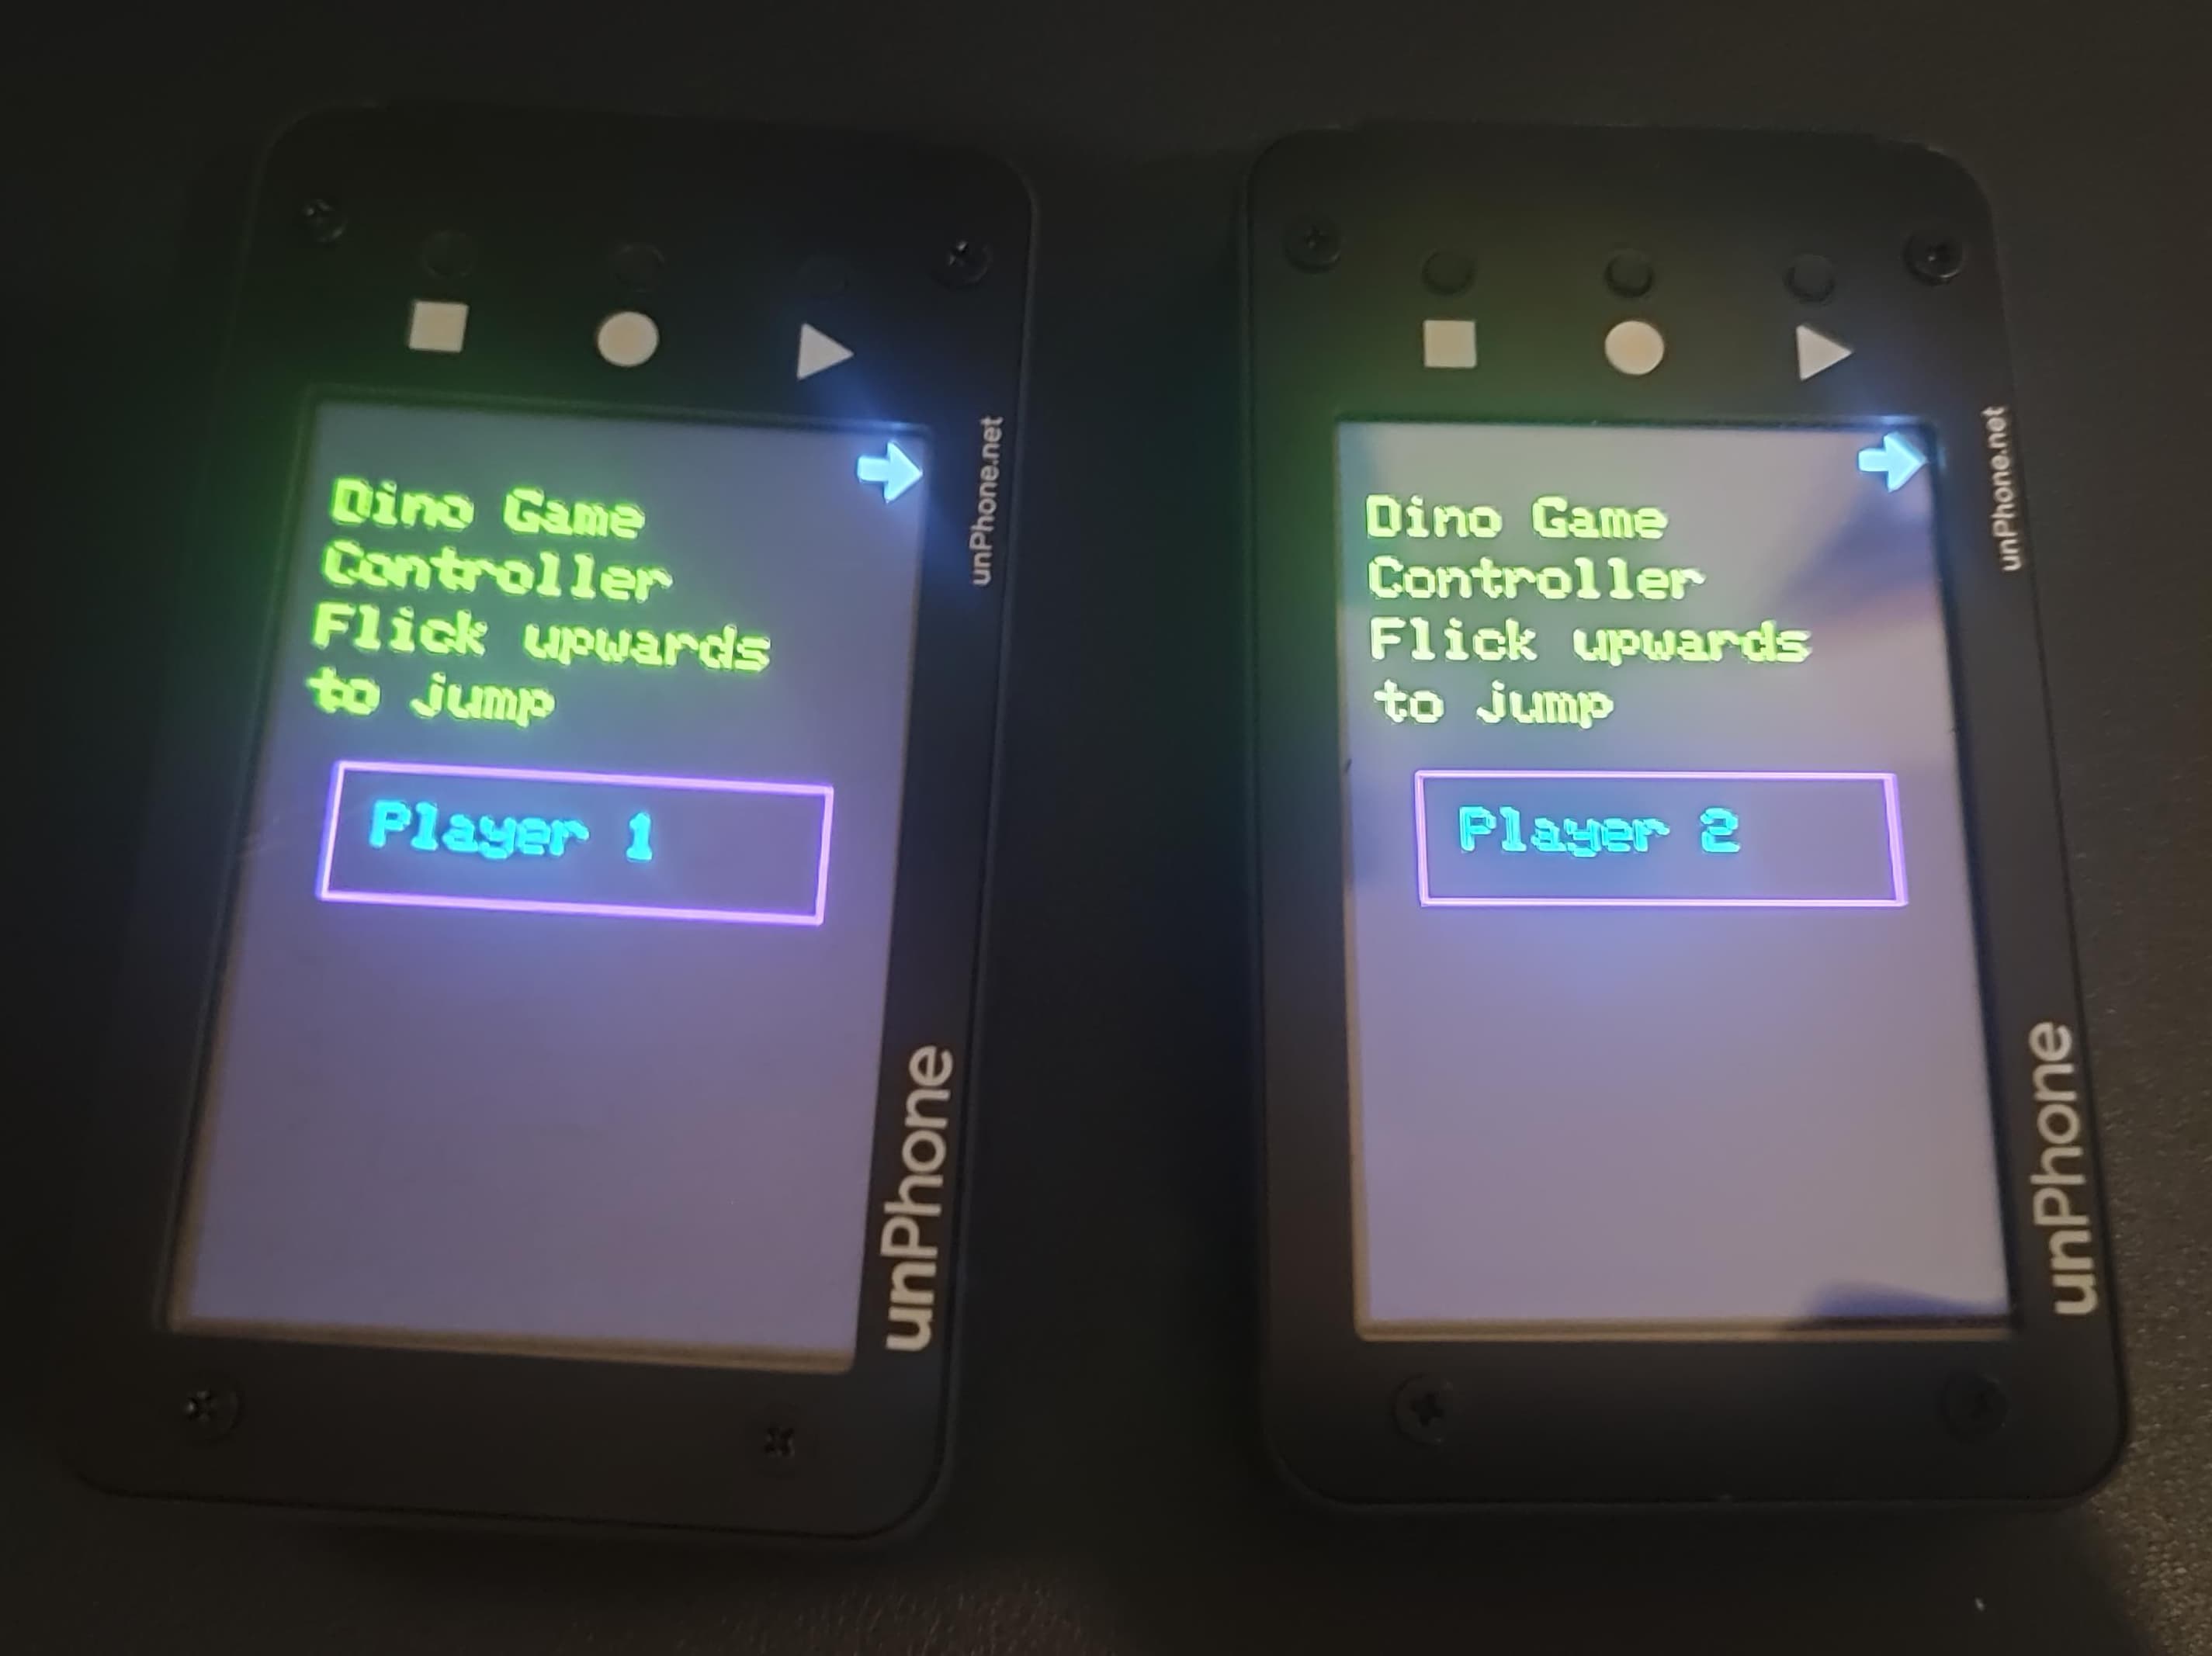 Dino Game
Controller
Flick upwards
to jump
Player 1
unPhone.net
unPhone
Dino Game
Controller
Flick upwards
to jump
Player 2
unPhone.net
unPhone